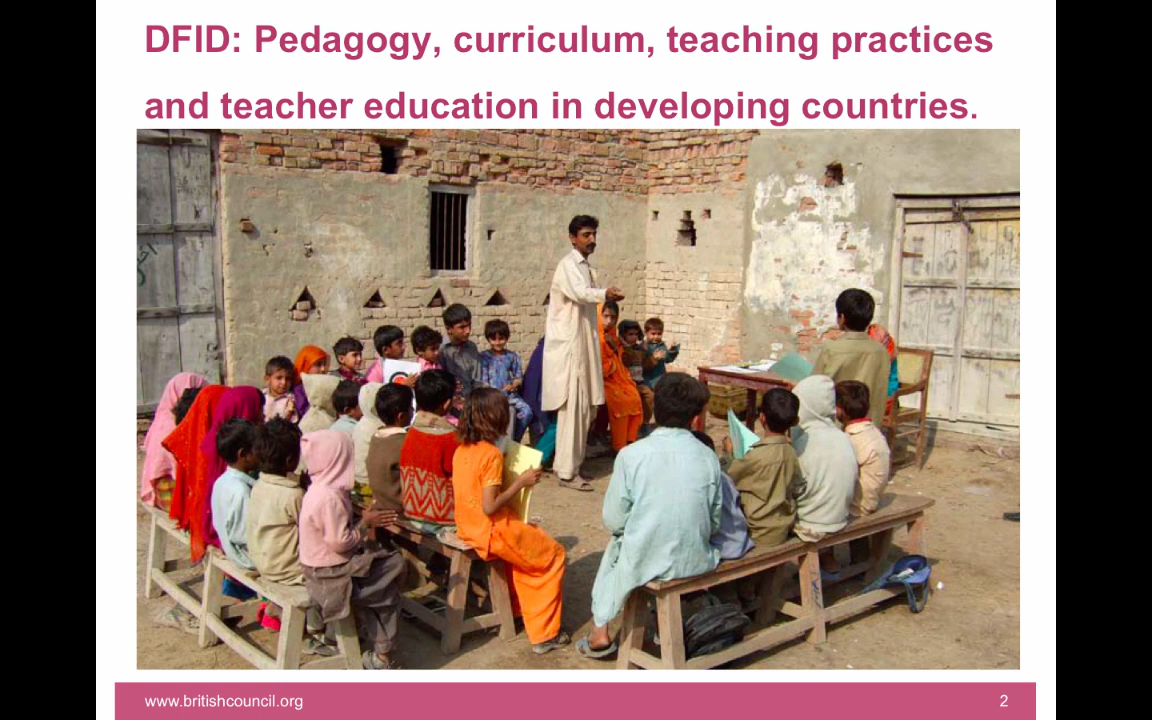 DFID: Pedagogy, curriculum, teaching practices
and teacher education in developing countries.
www.britishcouncil.org
2